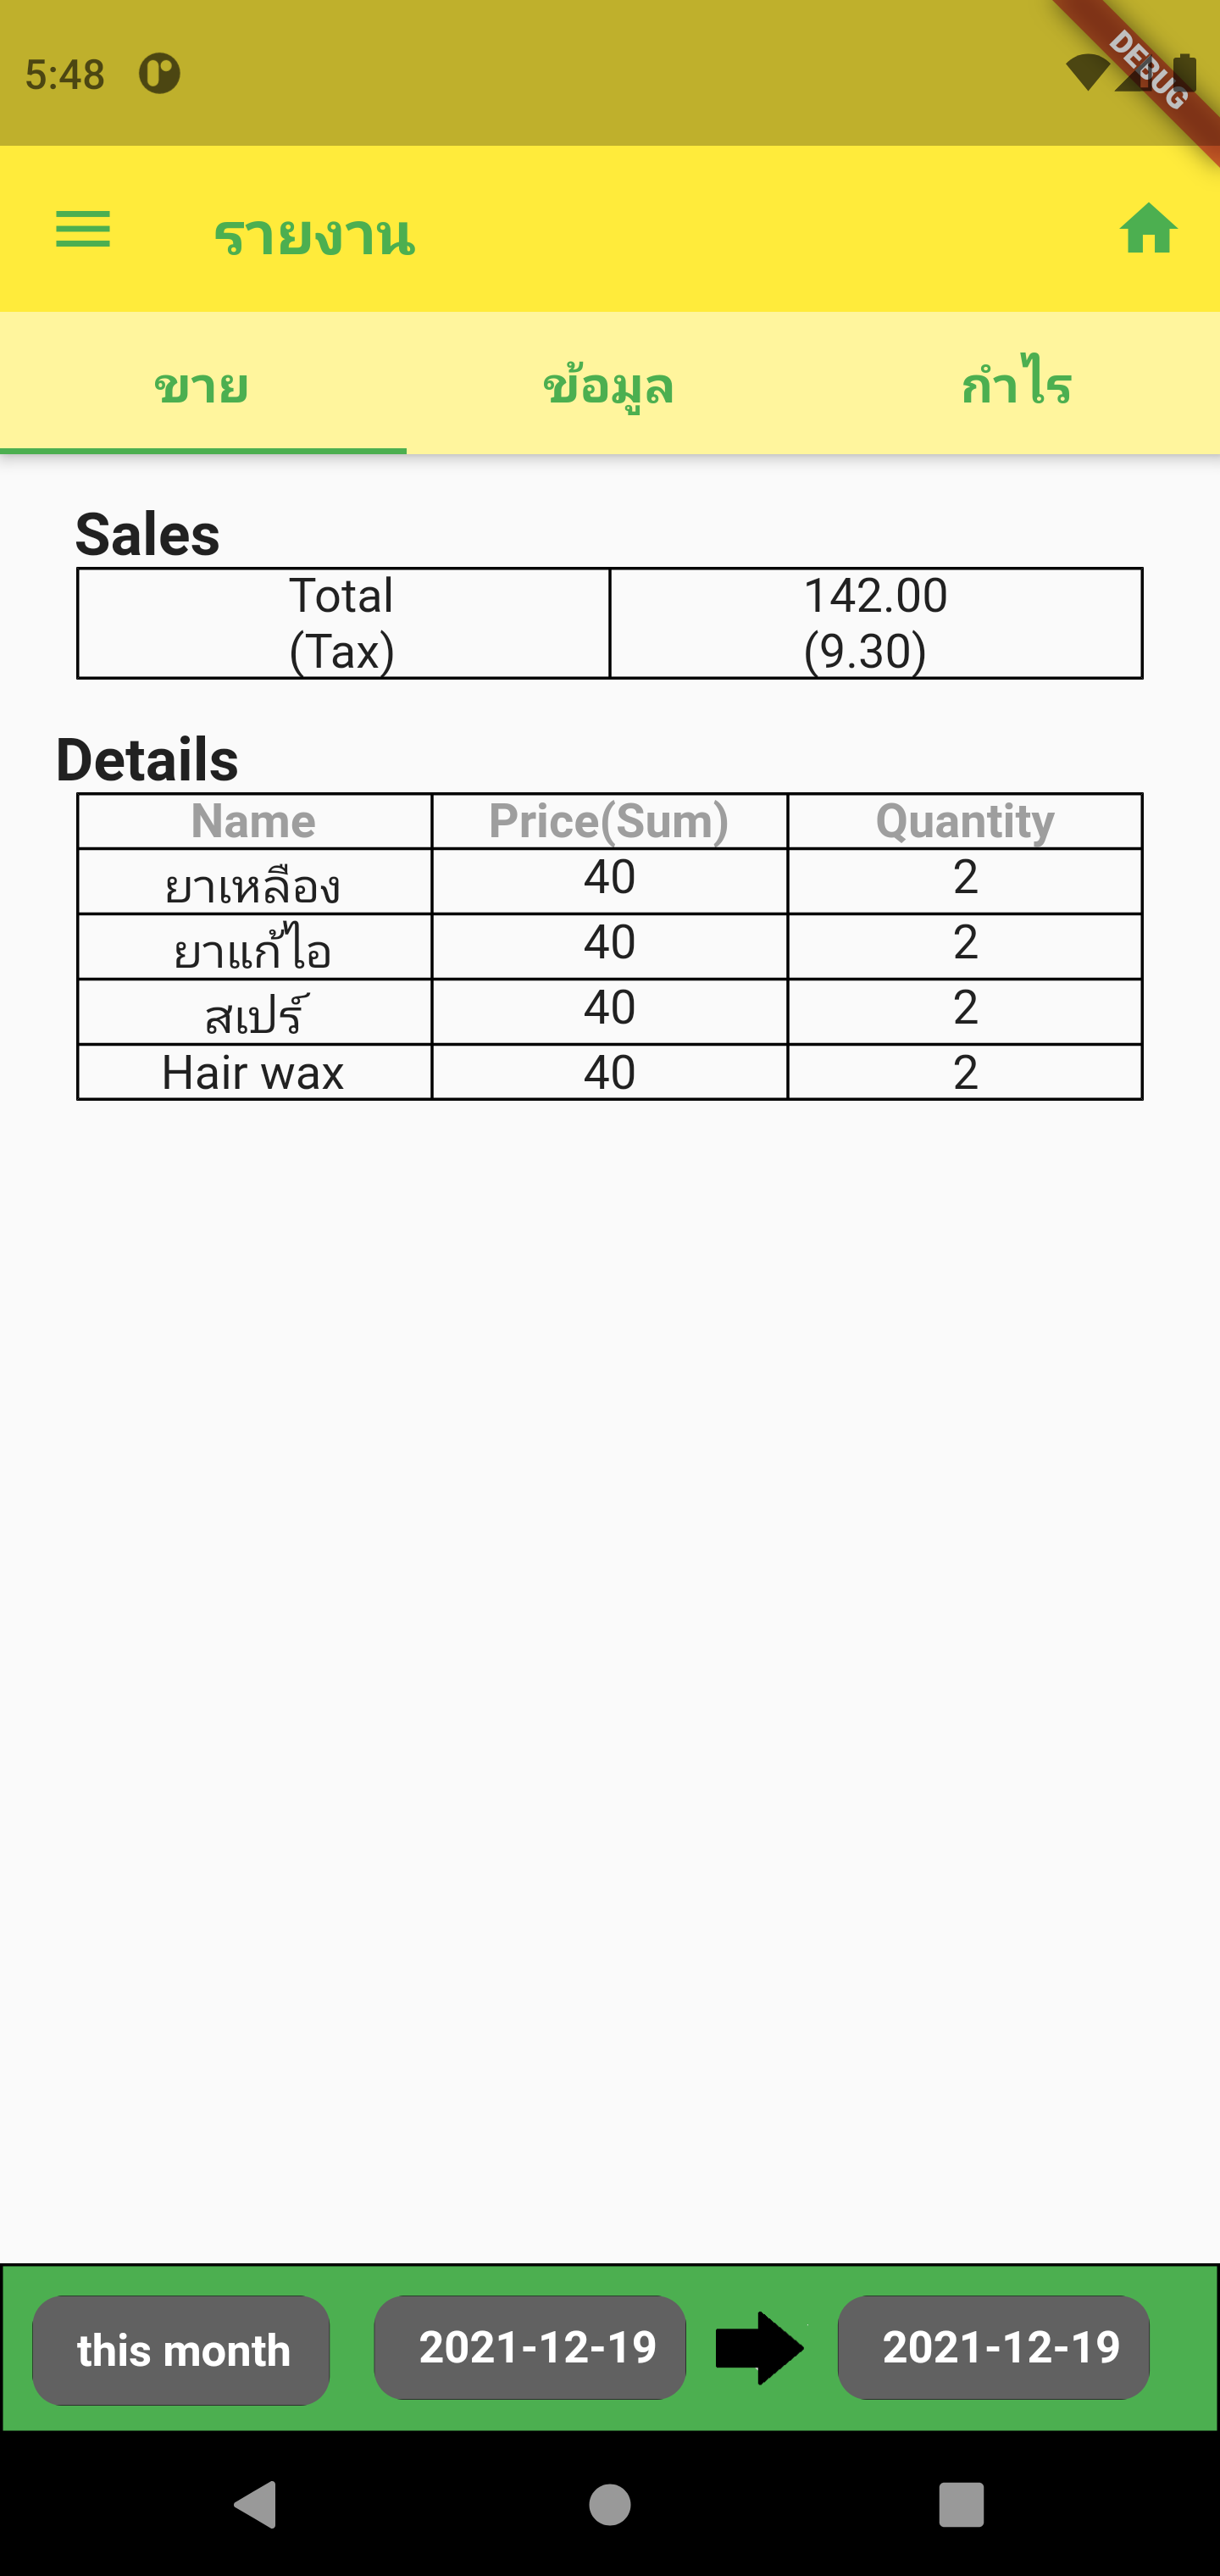 5:48
DEBUG
รายงาน
ขาย ข้อมูล กำไร
Sales
Total 142.00
(Tax) (9.30)
Details
Name Price(Sum) Quantity
ยาเหลือง 40 2
ยาแก้ไอ 40 2
สเปร์ 40 2
Hair wax 40 2
this month 2021-12-19 2021-12-19